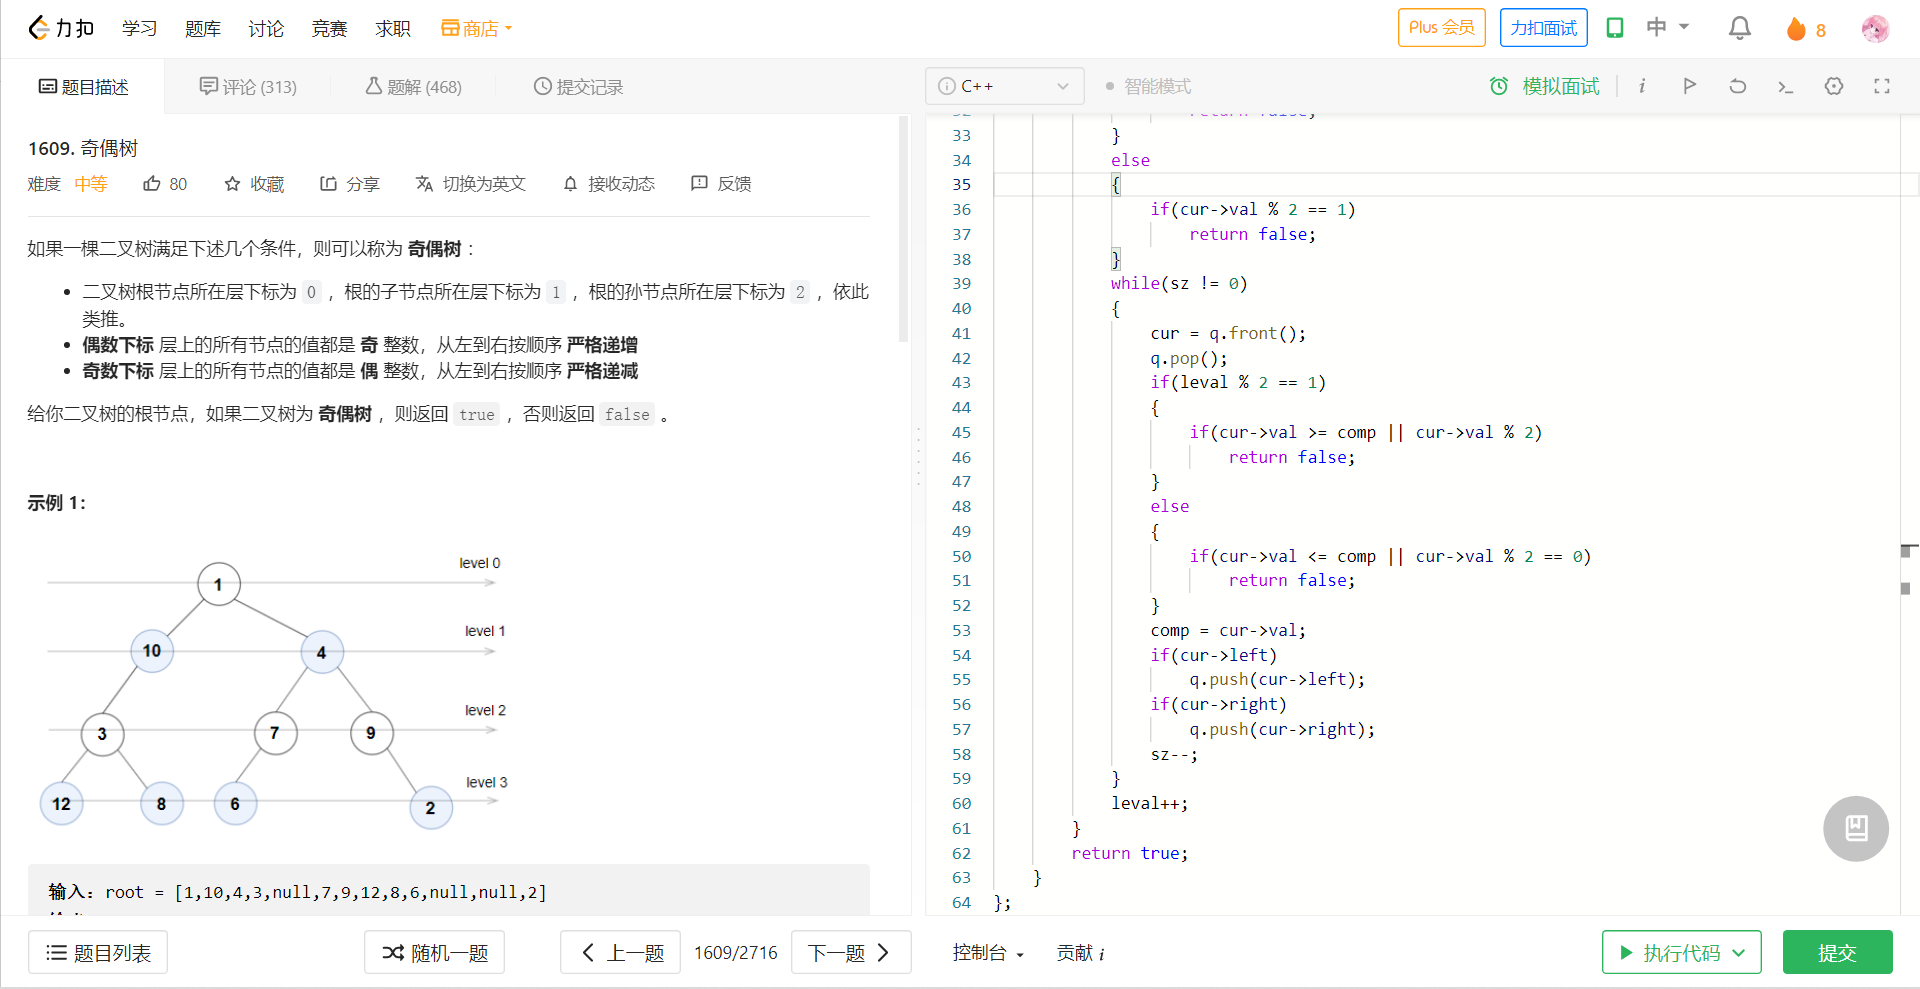 力扣 学习 题库 讨论 竞赛 求职 商店 Plus 会员 力扣面试 中 8
题目描述 评论 (313) 题解 (468) 提交记录
1609. 奇偶树
难度 中等 80 收藏 分享 切换为英文 接收动态 反馈
如果一棵二叉树满足下述几个条件，则可以称为 奇偶树 ：
• 二叉树根节点所在层下标为 0 ，根的子节点所在层下标为 1 ，根的孙节点所在层下标为 2 ，依此
类推。
• 偶数下标 层上的所有节点的值都是 奇 整数，从左到右按顺序 严格递增
• 奇数下标 层上的所有节点的值都是 偶 整数，从左到右按顺序 严格递减
给你二叉树的根节点，如果二叉树为 奇偶树 ，则返回 true ，否则返回 false 。
示例 1：
level 0
1
level 1
10 4
level 2
3 7 9
level 3
12 8 6 2
输入：root = [1,10,4,3,null,7,9,12,8,6,null,null,2]
题目列表 随机一题 上一题 1609/2716 下一题
C++ 智能模式 模拟面试 i
32 return false;
33 }
34 else
35 {
36 if(cur->val % 2 == 1)
37 return false;
38 }
39 while(sz != 0)
40 {
41 cur = q.front();
42 q.pop();
43 if(leval % 2 == 1)
44 {
45 if(cur->val >= comp || cur->val % 2)
46 return false;
47 }
48 else
49 {
50 if(cur->val <= comp || cur->val % 2 == 0)
51 return false;
52 }
53 comp = cur->val;
54 if(cur->left)
55 q.push(cur->left);
56 if(cur->right)
57 q.push(cur->right);
58 sz--;
59 }
60 leval++;
61 }
62 return true;
63 }
64 };
控制台 贡献 i 执行代码 提交